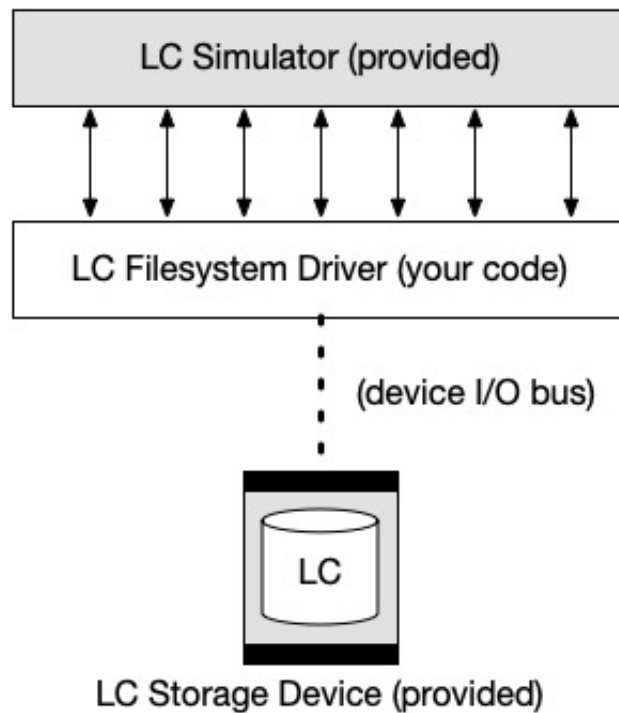 LC Simulator (provided)
LC Filesystem Driver (your code)
(device I/O bus)
LC
LC Storage Device (provided)